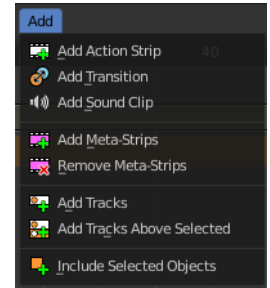 Add
Add Action Strip
40
Add Transition
Add Sound Clip
Add Meta-Strips
Remove Meta-Strips
Add Tracks
Add Tracks Above Selected
Include Selected Objects